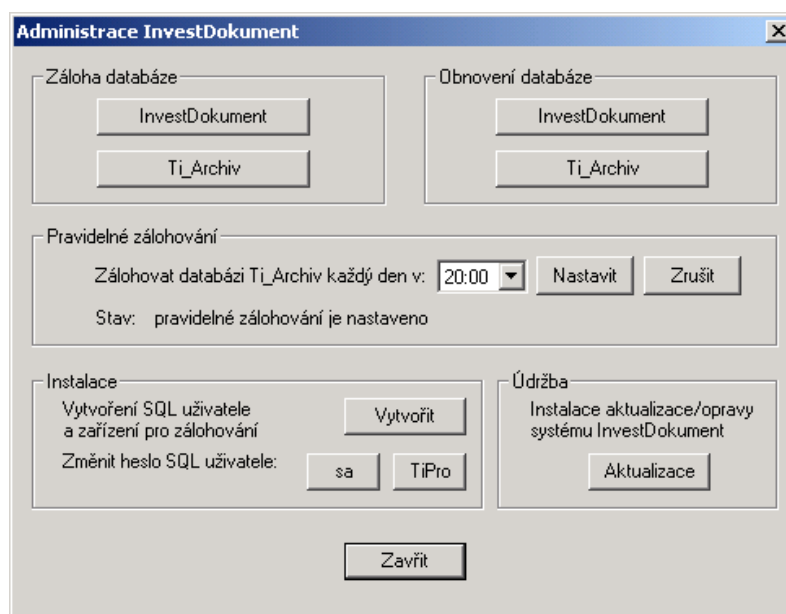 Administrace InvestDokument
Záloha databáze
InvestDokument
Ti_Archiv
Obnovení databáze
InvestDokument
Ti_Archiv
Pravidelné zálohování
Zálohovat databázi Ti_Archiv každý den v: 20:00 Nastavit Zrušit
Stav: pravidelné zálohování je nastaveno
Instalace
Vytvoření SQL uživatele
a zařízení pro zálohování
Vytvořit
Změnit heslo SQL uživatele: sa TiPro
Údržba
Instalace aktualizace/opravy
systému InvestDokument
Aktualizace
Zavřít